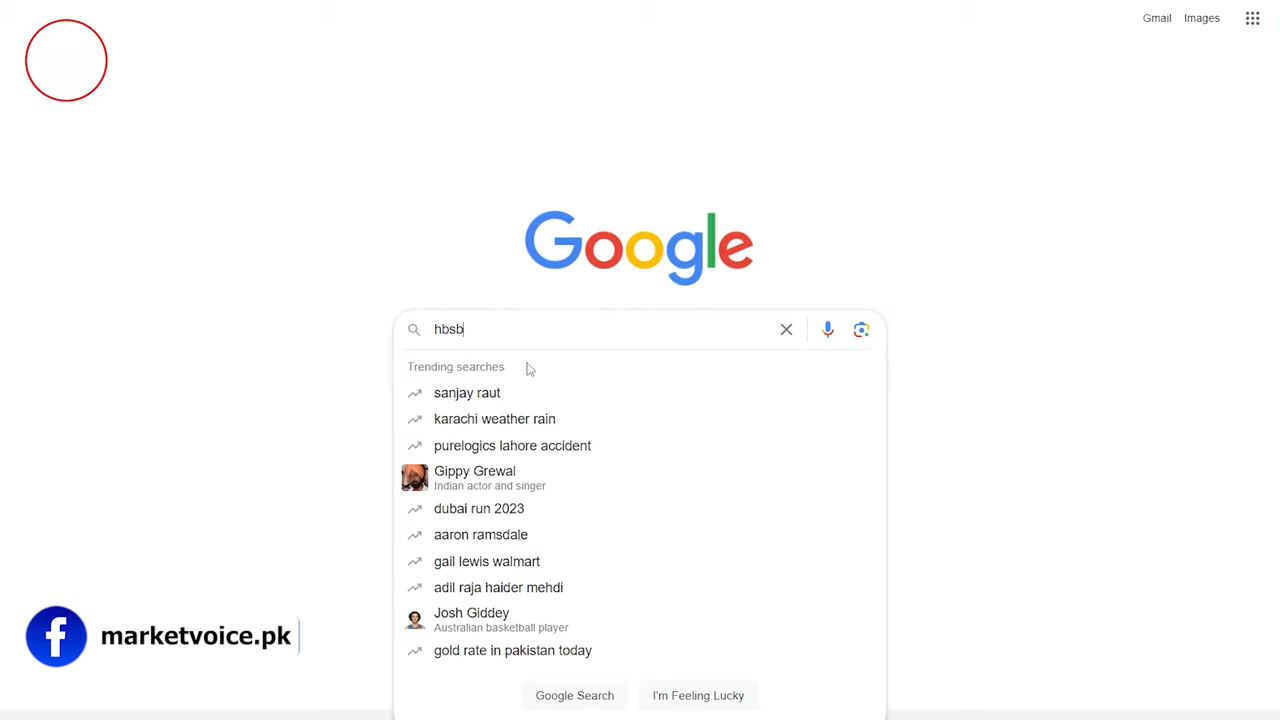 Gmail Images
Google
hbsb
Trending searches
sanjay raut
karachi weather rain
purelogics lahore accident
Gippy Grewal
Indian actor and singer
dubai run 2023
aaron ramsdale
gail lewis walmart
adil raja haider mehdi
Josh Giddey
Australian basketball player
gold rate in pakistan today
Google Search I'm Feeling Lucky
f marketvoice.pk